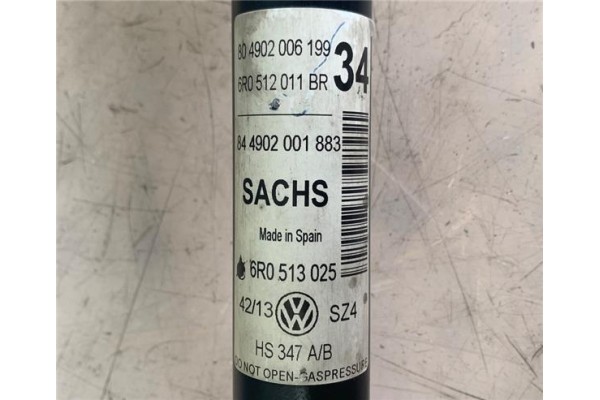 80 4902 006 199
6R0 512 011 BR
34
84 4902 001 883
SACHS
Made in Spain
6R0 513 025
42/13 VW SZ4
HS 347 A/B
DO NOT OPEN-GASPRESSURE